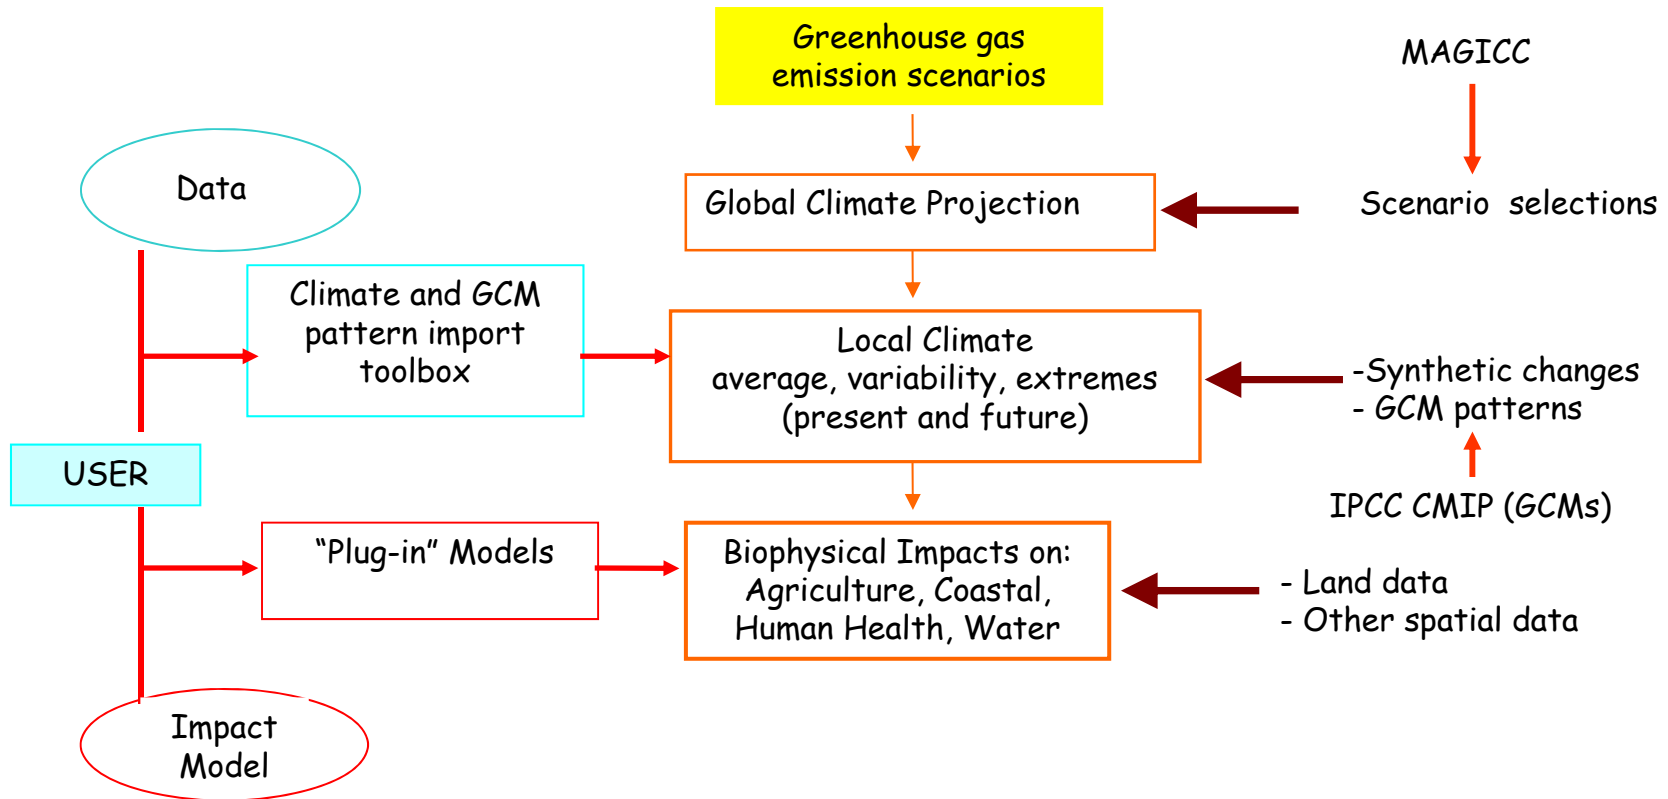 Greenhouse gas
emission scenarios
MAGICC
Data
Global Climate Projection
Scenario selections
Climate and GCM
pattern import
toolbox
Local Climate
average, variability, extremes
(present and future)
-Synthetic changes
- GCM patterns
USER
IPCC CMIP (GCMs)
“Plug-in” Models
Biophysical Impacts on:
Agriculture, Coastal,
Human Health, Water
- Land data
- Other spatial data
Impact
Model